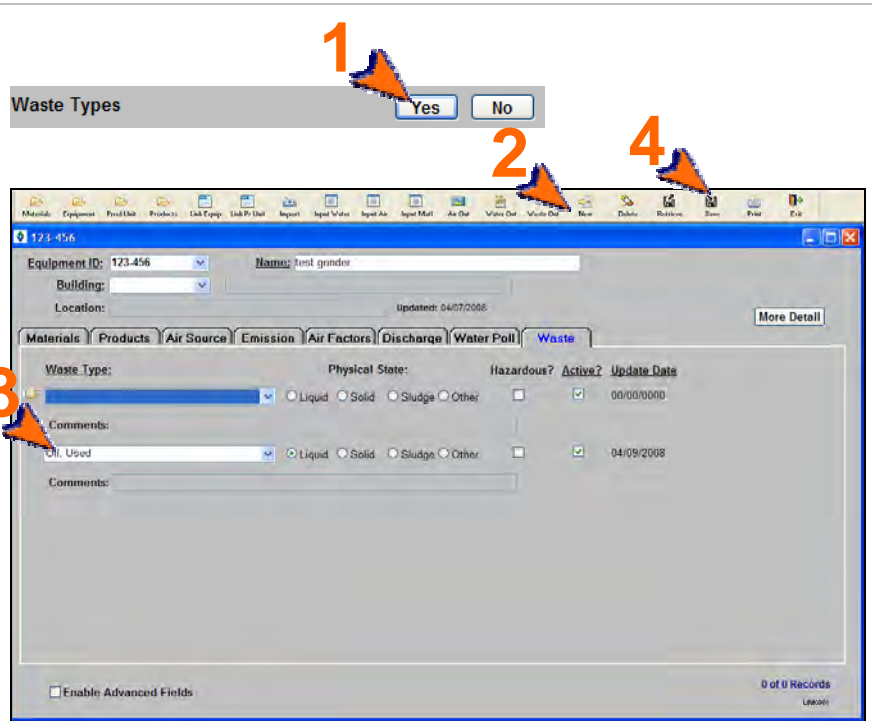 1
Waste Types Yes No
2 4
Materials Equipment Prod Unit Products Link Equip Link Pr Unit Import Input Water Input Air Input Matl Air Out Water Out Waste Out New Delete Retrieve Save Print Exit
123-456
Equipment ID: 123-456 Name: test grinder
Building:
Location: Updated: 04/07/2008
More Detail
Materials Products Air Source Emission Air Factors Discharge Water Poll Waste
Waste Type: Physical State: Hazardous? Active? Update Date
3
Liquid Solid Sludge Other 00/00/0000
Comments:
Oil, Used Liquid Solid Sludge Other 04/09/2008
Comments:
Enable Advanced Fields
0 of 0 Records